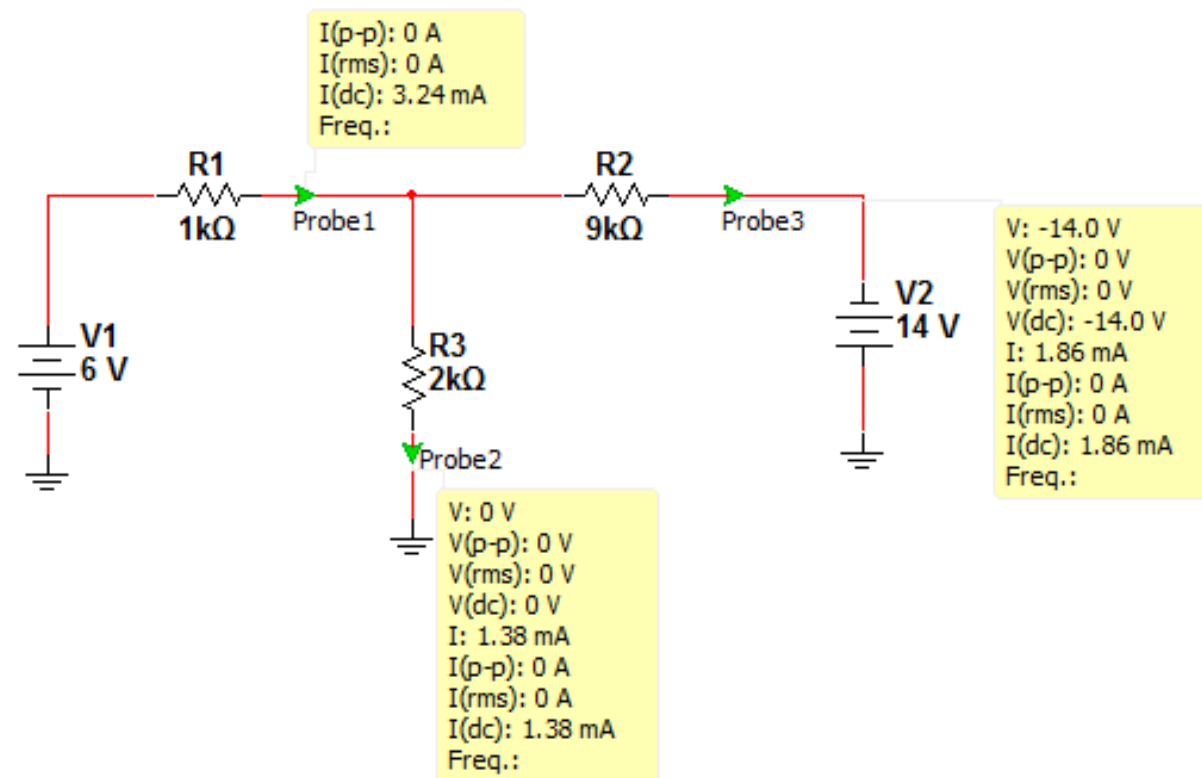 I(p-p): 0 A
I(rms): 0 A
I(dc): 3.24 mA
Freq.:
R1
1kΩ
Probe1
R2
9kΩ
Probe3
V: -14.0 V
V(p-p): 0 V
V(rms): 0 V
V(dc): -14.0 V
I: 1.86 mA
I(p-p): 0 A
I(rms): 0 A
I(dc): 1.86 mA
Freq.:
V1
6 V
R3
2kΩ
V2
14 V
Probe2
V: 0 V
V(p-p): 0 V
V(rms): 0 V
V(dc): 0 V
I: 1.38 mA
I(p-p): 0 A
I(rms): 0 A
I(dc): 1.38 mA
Freq.: